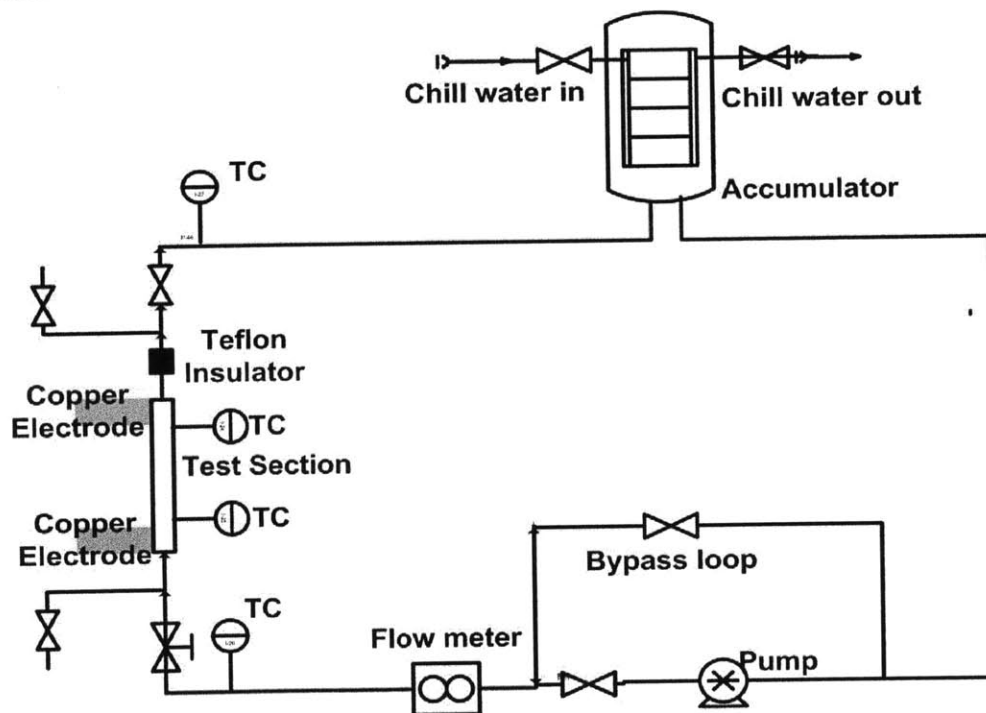 Chill water in
Chill water out
Accumulator
TC
Teflon
Insulator
Copper
Electrode
TC
Test Section
TC
Copper
Electrode
Bypass loop
TC
Flow meter
Pump